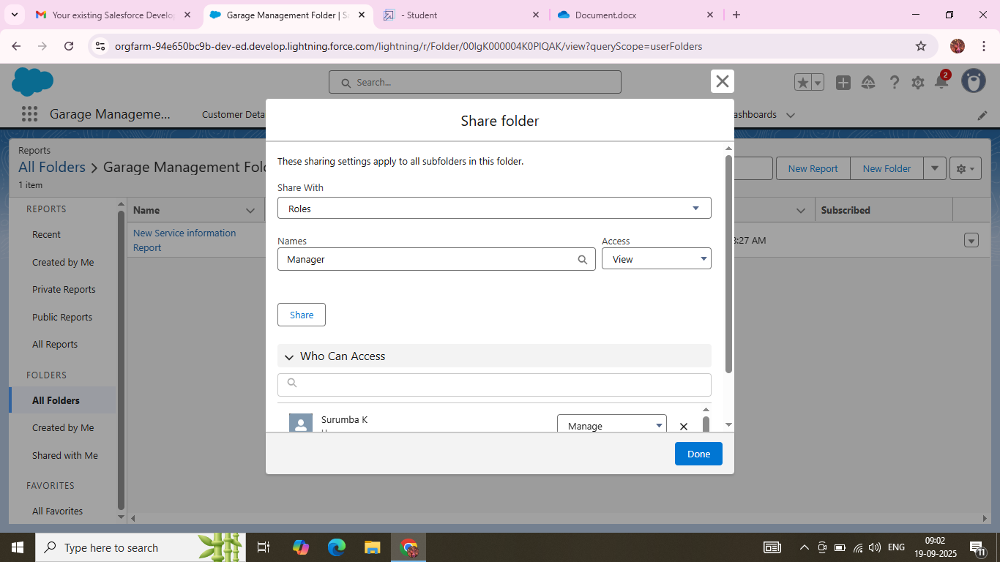 Your existing Salesforce Develo
Garage Management Folder | Sa
- Student
Document.docx
orgfarm-94e650bc9b-dev-ed.develop.lightning.force.com/lightning/r/Folder/00lgK000004K0PlQAK/view?queryScope=userFolders
Search...
2
Garage Manageme...
Customer Deta
ashboards
Share folder
Reports
All Folders > Garage Management Fold
1 item
New Report
New Folder
These sharing settings apply to all subfolders in this folder.
Share With
Roles
Names
Access
Manager
View
Share
Who Can Access
Surumba K
Manage
Done
REPORTS
Recent
Created by Me
Private Reports
Public Reports
All Reports
FOLDERS
All Folders
Created by Me
Shared with Me
FAVORITES
All Favorites
Name
Subscribed
New Service information
Report
3:27 AM
Type here to search
ENG
09:02
19-09-2025
11